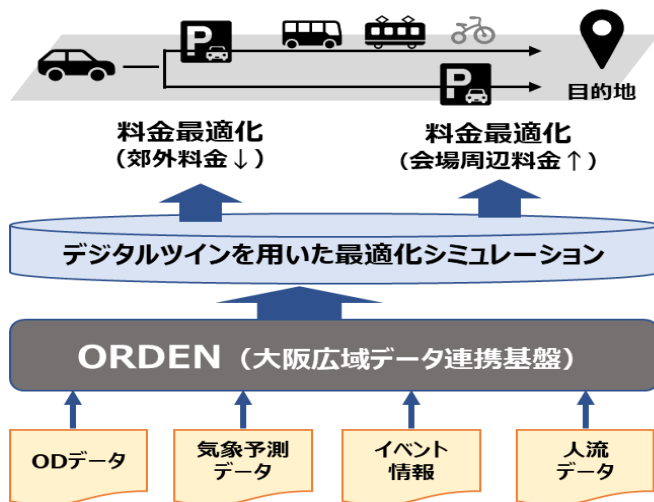 P
P
目的地
料金最適化
(郊外料金↓)
料金最適化
(会場周辺料金↑)
デジタルツインを用いた最適化シミュレーション
ORDEN（大阪広域データ連携基盤）
ODデータ
気象予測
データ
イベント
情報
人流
データ